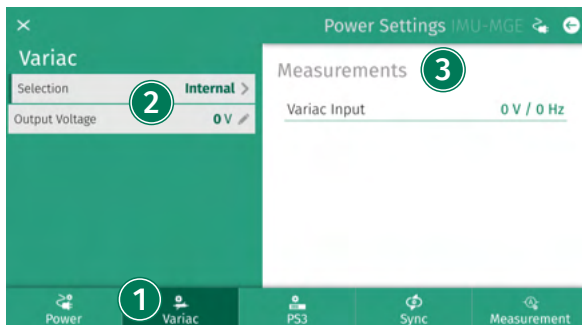 Power Settings IMU-MGE
Variac
Selection Internal
2
Output Voltage 0 V
Measurements 3
Variac Input 0 V / 0 Hz
1
Power Variac PS3 Sync Measurement